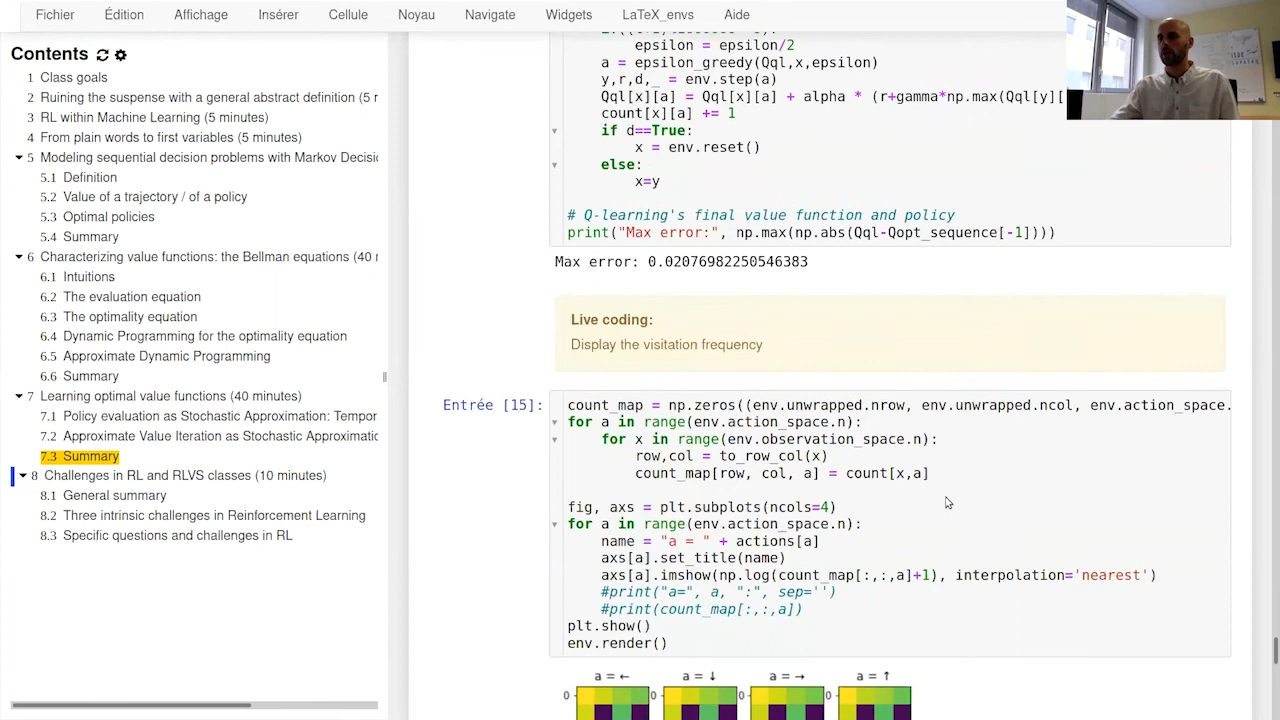 Fichier Édition Affichage Insérer Cellule Noyau Navigate Widgets LaTeX_envs Aide
Contents
1 Class goals
2 Ruining the suspense with a general abstract definition (5 r
3 RL within Machine Learning (5 minutes)
4 From plain words to first variables (5 minutes)
5 Modeling sequential decision problems with Markov Decisi
5.1 Definition
5.2 Value of a trajectory / of a policy
5.3 Optimal policies
5.4 Summary
6 Characterizing value functions: the Bellman equations (40 r
6.1 Intuitions
6.2 The evaluation equation
6.3 The optimality equation
6.4 Dynamic Programming for the optimality equation
6.5 Approximate Dynamic Programming
6.6 Summary
7 Learning optimal value functions (40 minutes)
7.1 Policy evaluation as Stochastic Approximation: Tempor
7.2 Approximate Value Iteration as Stochastic Approximatio
7.3 Summary
8 Challenges in RL and RLVS classes (10 minutes)
8.1 General summary
8.2 Three intrinsic challenges in Reinforcement Learning
8.3 Specific questions and challenges in RL
epsilon = epsilon/2
a = epsilon_greedy(Qql,x,epsilon)
y,r,d,_ = env.step(a)
Qql[x][a] = Qql[x][a] + alpha * (r+gamma*np.max(Qql[y][
count[x][a] += 1
if d==True:
x = env.reset()
else:
x=y
# Q-learning's final value function and policy
print("Max error:", np.max(np.abs(Qql-Qopt_sequence[-1])))
Max error: 0.02076982250546383
Live coding:
Display the visitation frequency
Entrée [15]:
count_map = np.zeros((env.unwrapped.nrow, env.unwrapped.ncol, env.action_space.
for a in range(env.action_space.n):
for x in range(env.observation_space.n):
row,col = to_row_col(x)
count_map[row, col, a] = count[x,a]
fig, axs = plt.subplots(ncols=4)
for a in range(env.action_space.n):
name = "a = " + actions[a]
axs[a].set_title(name)
axs[a].imshow(np.log(count_map[:,:,a]+1), interpolation='nearest')
#print("a=", a, ":", sep='')
#print(count_map[:,:,a])
plt.show()
env.render()
a = ← a = ↓ a = → a = ↑
0 0 0 0